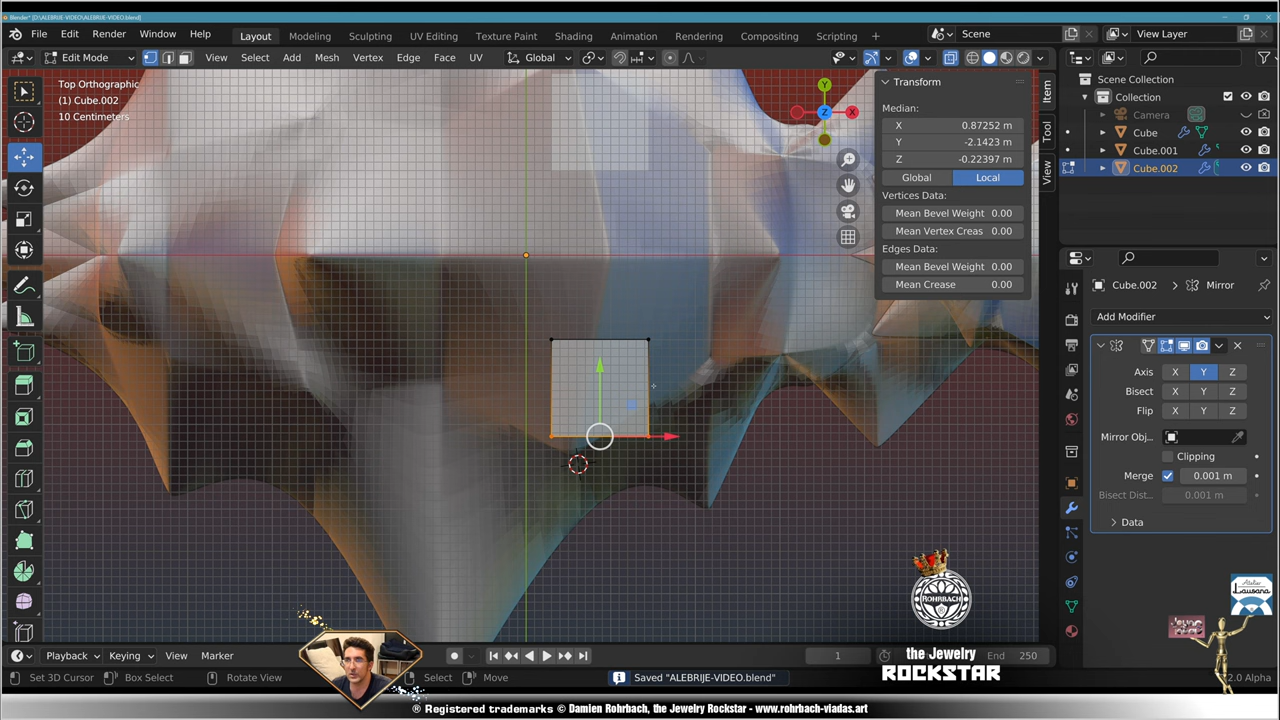 Blender* [D:\ALEBRIJE-VIDEO\ALEBRIJE-VIDEO.blend]
File Edit Render Window Help Layout Modeling Sculpting UV Editing Texture Paint Shading Animation Rendering Compositing Scripting + Scene View Layer
Edit Mode View Select Add Mesh Vertex Edge Face UV Global
Top Orthographic
(1) Cube.002
10 Centimeters
Y
Z X
Transform
Median:
X 0.87252 m
Y -2.1423 m
Z -0.22397 m
Global Local
Vertices Data:
Mean Bevel Weight 0.00
Mean Vertex Creas 0.00
Edges Data:
Mean Bevel Weight 0.00
Mean Crease 0.00
Item
Tool
View
Scene Collection
Collection
Camera
Cube
Cube.001
Cube.002
Cube.002 Mirror
Add Modifier
Axis X Y Z
Bisect X Y Z
Flip X Y Z
Mirror Obj...
Clipping
Merge 0.001 m
Bisect Dist... 0.001 m
Data
ROHRBACH
Atelier
Lausana
Playback Keying View Marker 1 End 250
the Jewelry
ROCKSTAR
Set 3D Cursor Box Select Rotate View Select Move Saved "ALEBRIJE-VIDEO.blend" 2.0 Alpha
® Registered trademarks © Damien Rohrbach, the Jewelry Rockstar - www.rohrbach-viadas.art